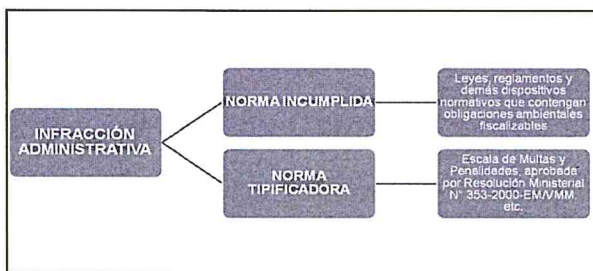 INFRACCIÓN
ADMINISTRATIVA
NORMA INCUMPLIDA
Leyes, reglamentos y
demás dispositivos
normativos que contengan
obligaciones ambientales
fiscalizables
NORMA
TIPIFICADORA
Escala de Multas y
Penalidades, aprobada
por Resolución Ministerial
N° 353-2000-EM/VMM,
etc.